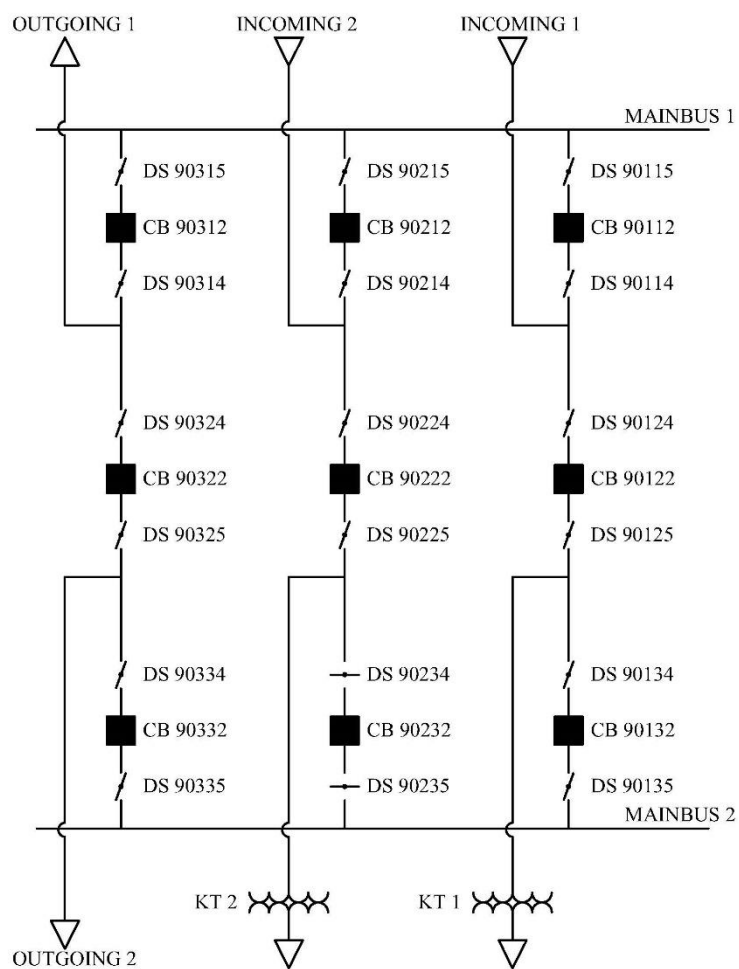 OUTGOING 1
INCOMING 2
INCOMING 1
MAINBUS 1
DS 90315
DS 90215
DS 90115
CB 90312
CB 90212
CB 90112
DS 90314
DS 90214
DS 90114
DS 90324
DS 90224
DS 90124
CB 90322
CB 90222
CB 90122
DS 90325
DS 90225
DS 90125
DS 90334
DS 90234
DS 90134
CB 90332
CB 90232
CB 90132
DS 90335
DS 90235
DS 90135
MAINBUS 2
KT 2
KT 1
OUTGOING 2